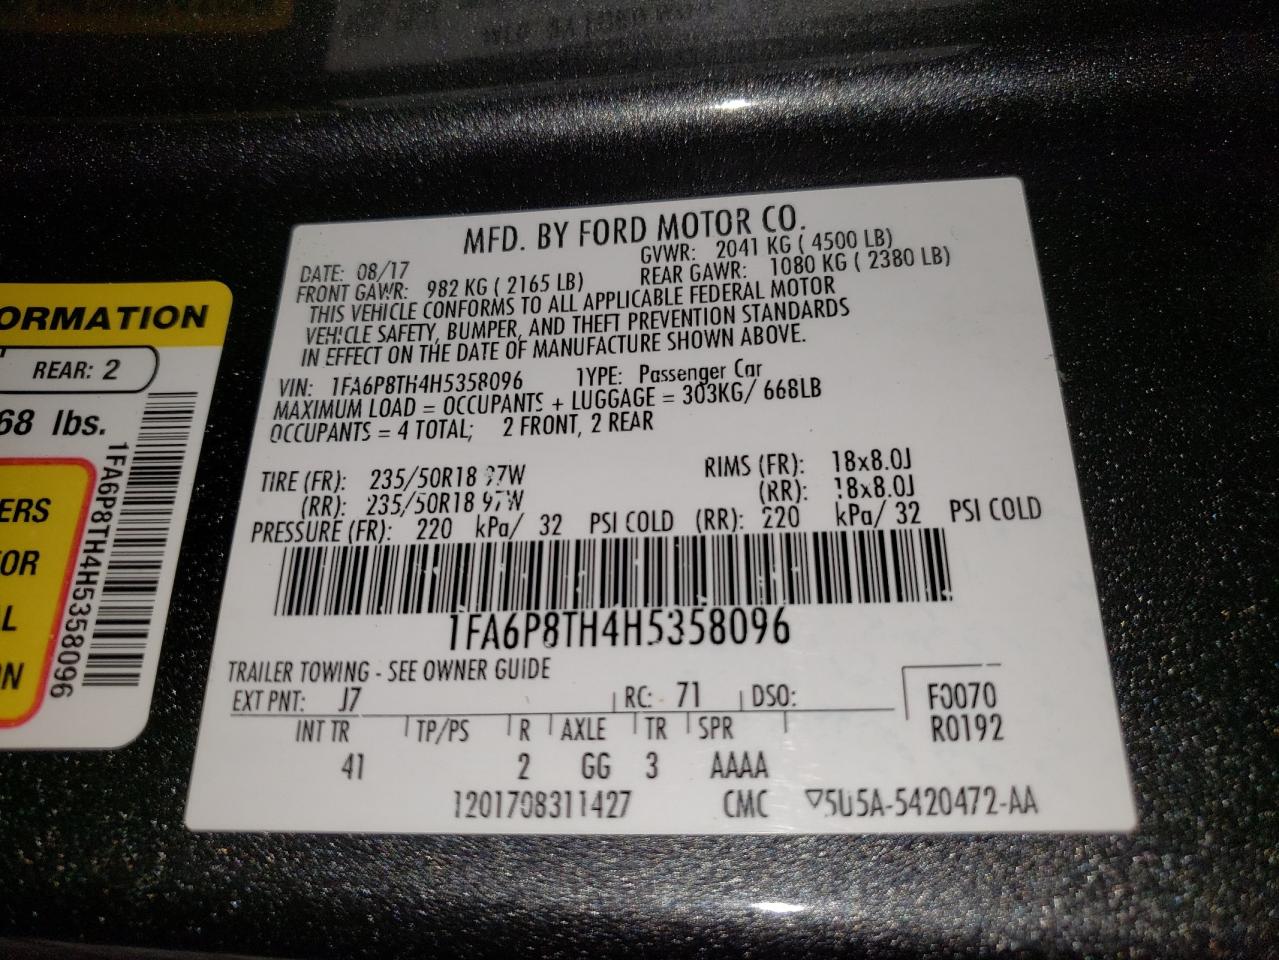 MFD. BY FORD MOTOR CO.
DATE: 08/17
GVWR: 2041 KG ( 4500 LB)
FRONT GAWR: 982 KG ( 2165 LB)
REAR GAWR: 1080 KG ( 2380 LB)
THIS VEHICLE CONFORMS TO ALL APPLICABLE FEDERAL MOTOR
VEHICLE SAFETY, BUMPER, AND THEFT PREVENTION STANDARDS
IN EFFECT ON THE DATE OF MANUFACTURE SHOWN ABOVE.
VIN: 1FA6P8TH4H5358096 TYPE: Passenger Car
MAXIMUM LOAD = OCCUPANTS + LUGGAGE = 303KG/ 668LB
OCCUPANTS = 4 TOTAL; 2 FRONT, 2 REAR
TIRE (FR): 235/50R18 97W RIMS (FR): 18x8.0J
(RR): 235/50R18 97W (RR): 18x8.0J
PRESSURE (FR): 220 kPa/ 32 PSI COLD (RR): 220 kPa/ 32 PSI COLD
1FA6P8TH4H5358096
TRAILER TOWING - SEE OWNER GUIDE
EXT PNT: J7 RC: 71 DSO:
F0070
R0192
INT TR TP/PS R AXLE TR SPR
41 2 GG 3 AAAA
1201708311427 CMC ▽5U5A-5420472-AA
ORMATION
REAR: 2
68 lbs.
ERS
OR
L
N
1FA6P8TH4H5358096